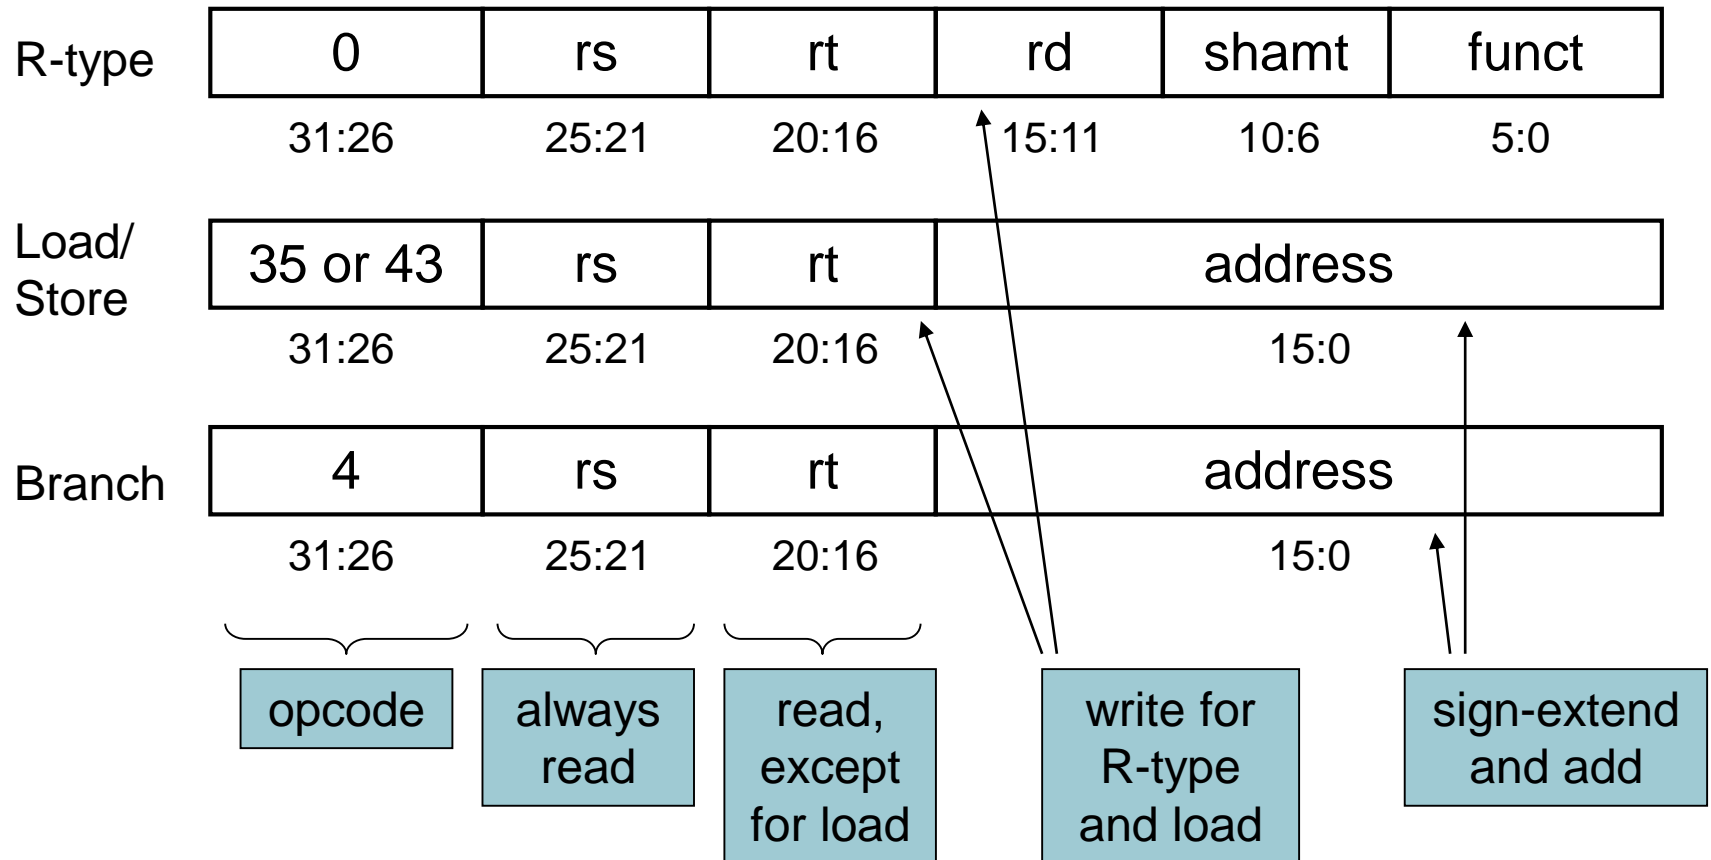 R-type 0 rs rt rd shamt funct
31:26 25:21 20:16 15:11 10:6 5:0
Load/
Store
35 or 43 rs rt address
31:26 25:21 20:16 15:0
Branch 4 rs rt address
31:26 25:21 20:16 15:0
opcode
always
read
read,
except
for load
write for
R-type
and load
sign-extend
and add